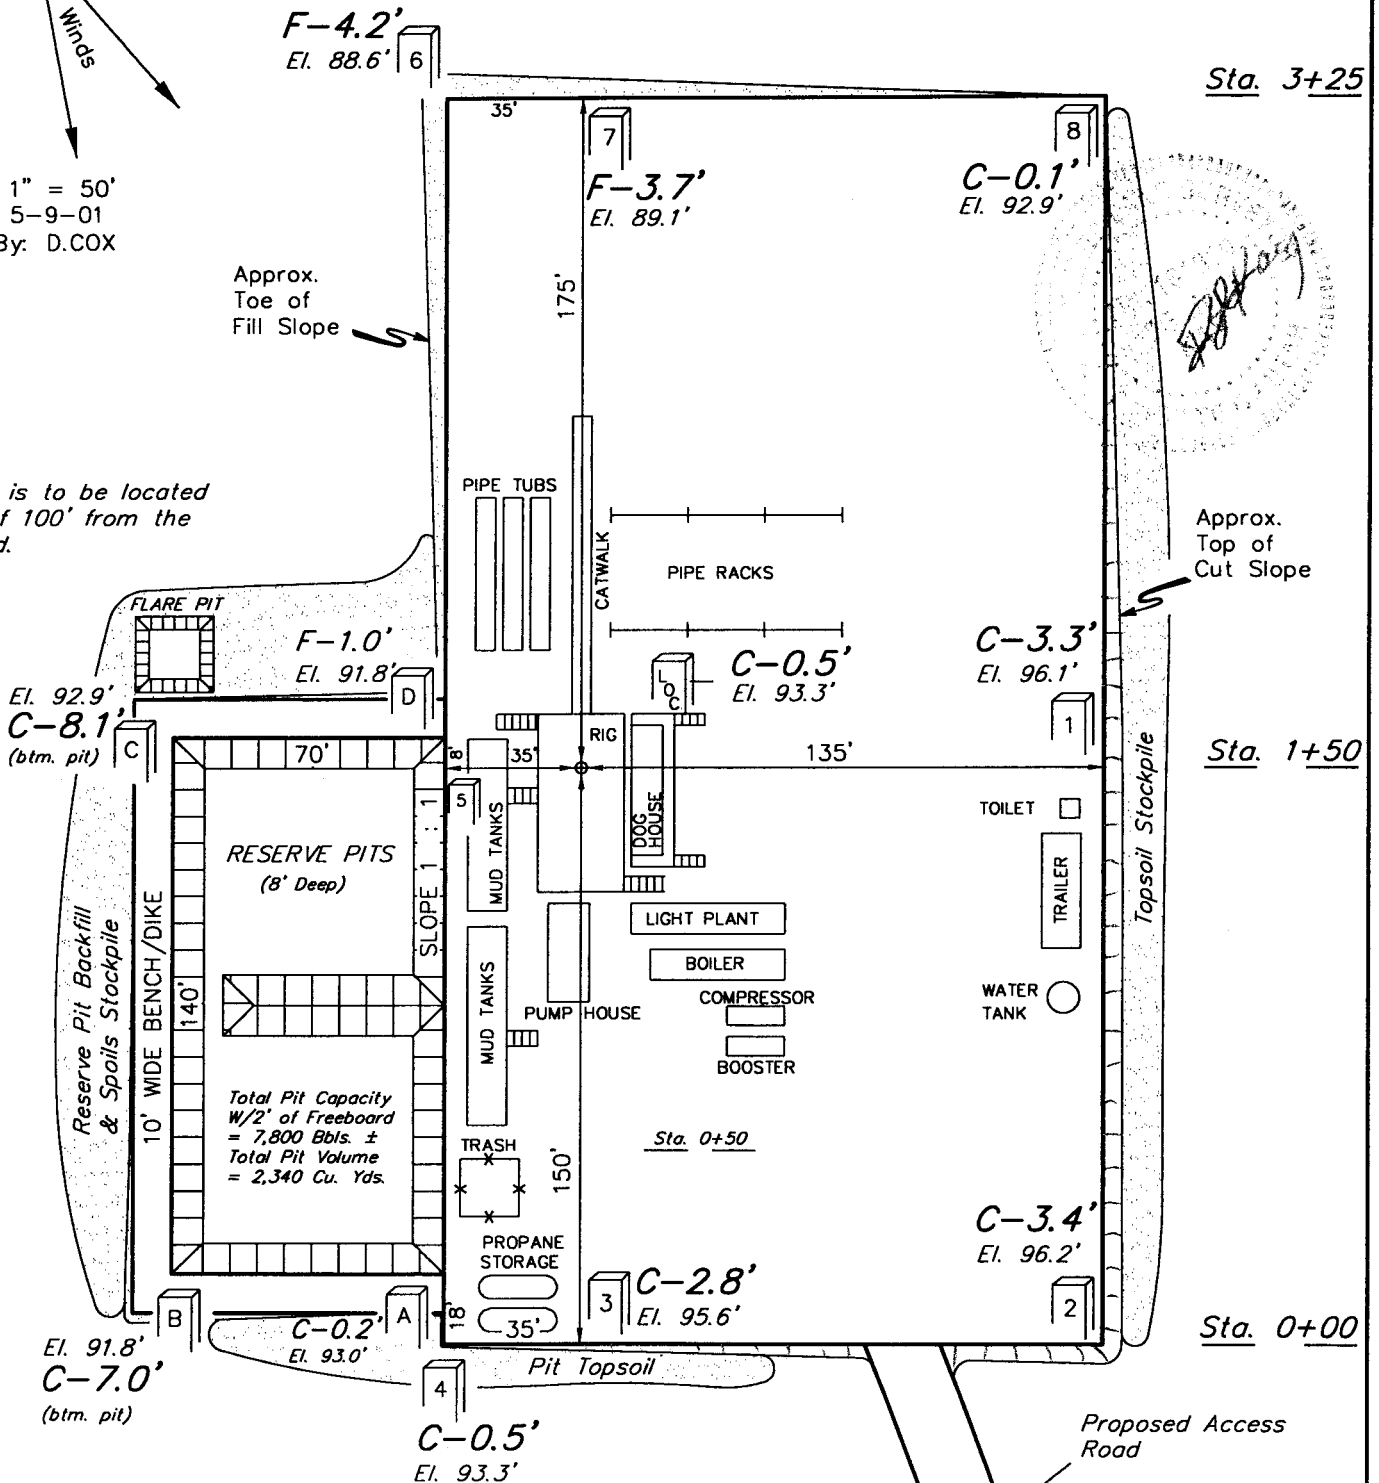 Winds
F-4.2'
El. 88.6'
6
Sta. 3+25
35'
7
8
F-3.7'
El. 89.1'
C-0.1'
El. 92.9'
1" = 50'
5-9-01
By: D.COX
Approx.
Toe of
Fill Slope
175'
is to be located
f 100' from the
d.
PIPE TUBS
CATWALK
PIPE RACKS
Approx.
Top of
Cut Slope
FLARE PIT
F-1.0'
El. 91.8'
D
LOC
C-0.5'
El. 93.3'
C-3.3'
El. 96.1'
1
El. 92.9'
C-8.1'
(btm. pit)
C
70'
8'
35'
RIG
135'
Sta. 1+50
5
MUD TANKS
DOG HOUSE
TOILET
TRAILER
Topsoil Stockpile
RESERVE PITS
(8' Deep)
SLOPE 1 : 1
LIGHT PLANT
BOILER
COMPRESSOR
BOOSTER
WATER
TANK
PUMP HOUSE
MUD TANKS
Reserve Pit Backfill
& Spoils Stockpile
10' WIDE BENCH/DIKE
140'
Total Pit Capacity
W/2' of Freeboard
= 7,800 Bbls. ±
Total Pit Volume
= 2,340 Cu. Yds.
TRASH
150'
Sta. 0+50
C-3.4'
El. 96.2'
2
PROPANE
STORAGE
35'
18'
3
C-2.8'
El. 95.6'
B
A
C-0.2'
El. 93.0'
Sta. 0+00
El. 91.8'
C-7.0'
(btm. pit)
Pit Topsoil
4
C-0.5'
El. 93.3'
Proposed Access
Road